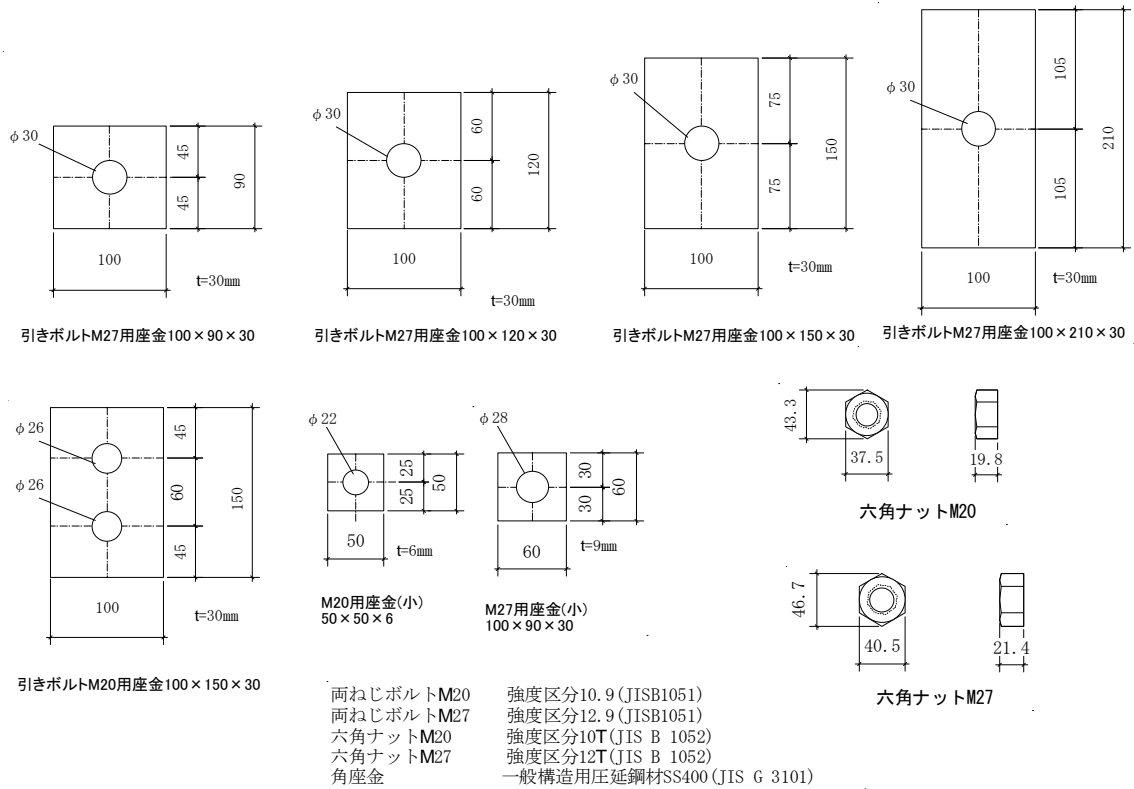 φ30
45
45
90
100
t=30mm
引きボルトM27用座金100×90×30
φ30
60
60
120
100
t=30mm
引きボルトM27用座金100×120×30
φ30
75
75
150
100
t=30mm
引きボルトM27用座金100×150×30
φ30
105
105
210
100
t=30mm
引きボルトM27用座金100×210×30
φ26
φ26
45
60
45
150
100
t=30mm
引きボルトM20用座金100×150×30
φ22
25
25
50
50
t=6mm
M20用座金(小)
50×50×6
φ28
30
30
60
60
t=9mm
M27用座金(小)
100×90×30
43.3
37.5
19.8
六角ナットM20
46.7
40.5
21.4
六角ナットM27
両ねじボルトM20 強度区分10.9(JISB1051)
両ねじボルトM27 強度区分12.9(JISB1051)
六角ナットM20 強度区分10T(JIS B 1052)
六角ナットM27 強度区分12T(JIS B 1052)
角座金 一般構造用圧延鋼材SS400(JIS G 3101)